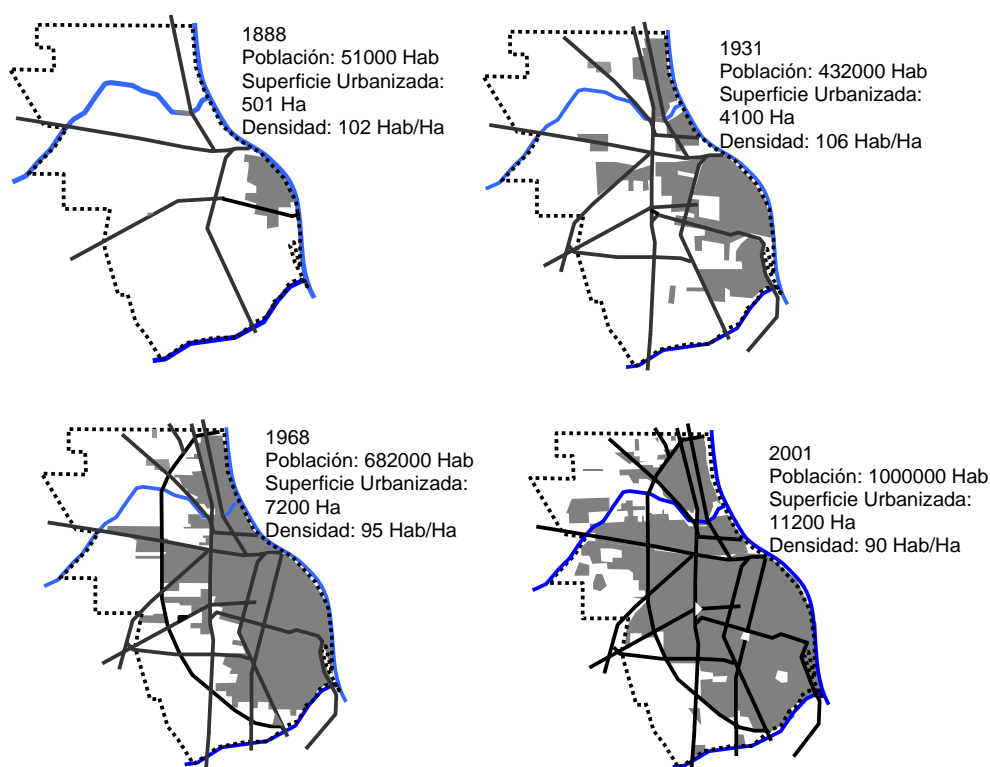 1888
Población: 51000 Hab
Superficie Urbanizada:
501 Ha
Densidad: 102 Hab/Ha
1931
Población: 432000 Hab
Superficie Urbanizada:
4100 Ha
Densidad: 106 Hab/Ha
1968
Población: 682000 Hab
Superficie Urbanizada:
7200 Ha
Densidad: 95 Hab/Ha
2001
Población: 1000000 Hab
Superficie Urbanizada:
11200 Ha
Densidad: 90 Hab/Ha